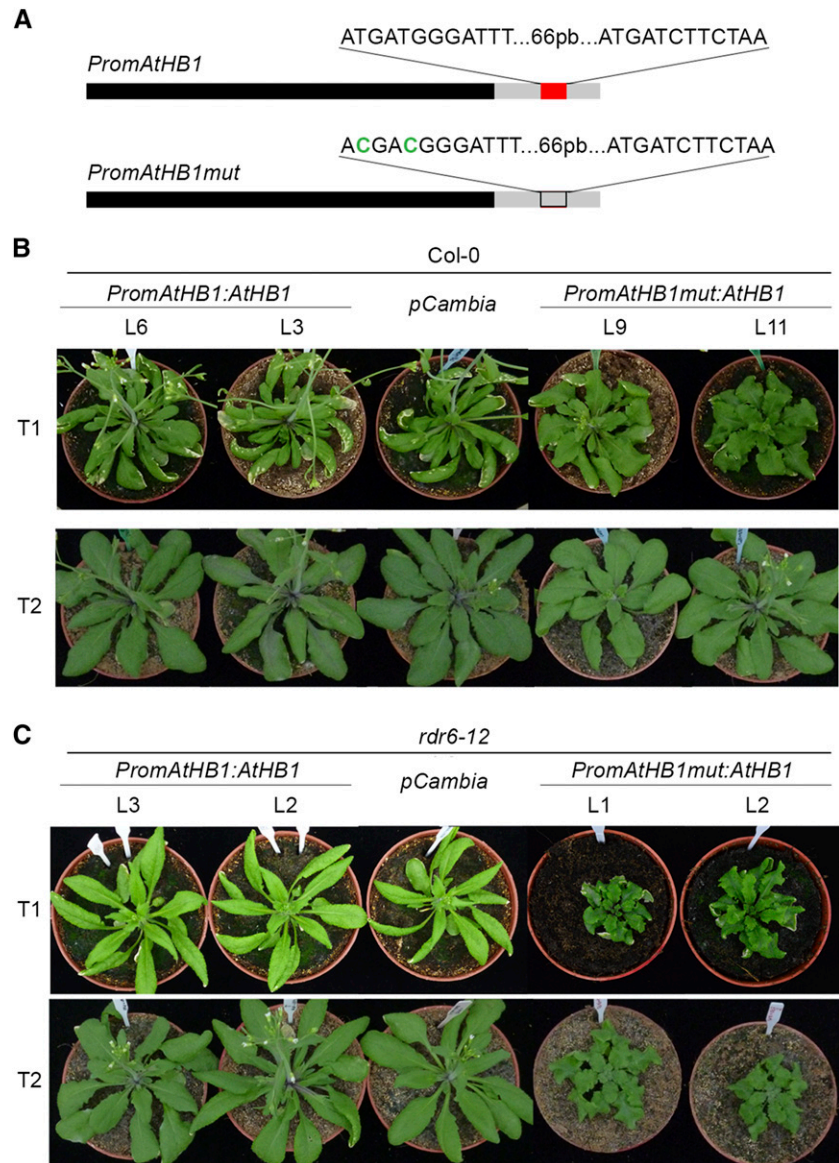 A
ATGATGGGATTT...66pb...ATGATCTTCTAA
PromAtHB1
ACGACGGGATTT...66pb...ATGATCTTCTAA
PromAtHB1mut
B
Col-0
PromAtHB1:AtHB1 pCambia PromAtHB1mut:AtHB1
L6 L3 L9 L11
T1
T2
C
rdr6-12
PromAtHB1:AtHB1 pCambia PromAtHB1mut:AtHB1
L3 L2 L1 L2
T1
T2